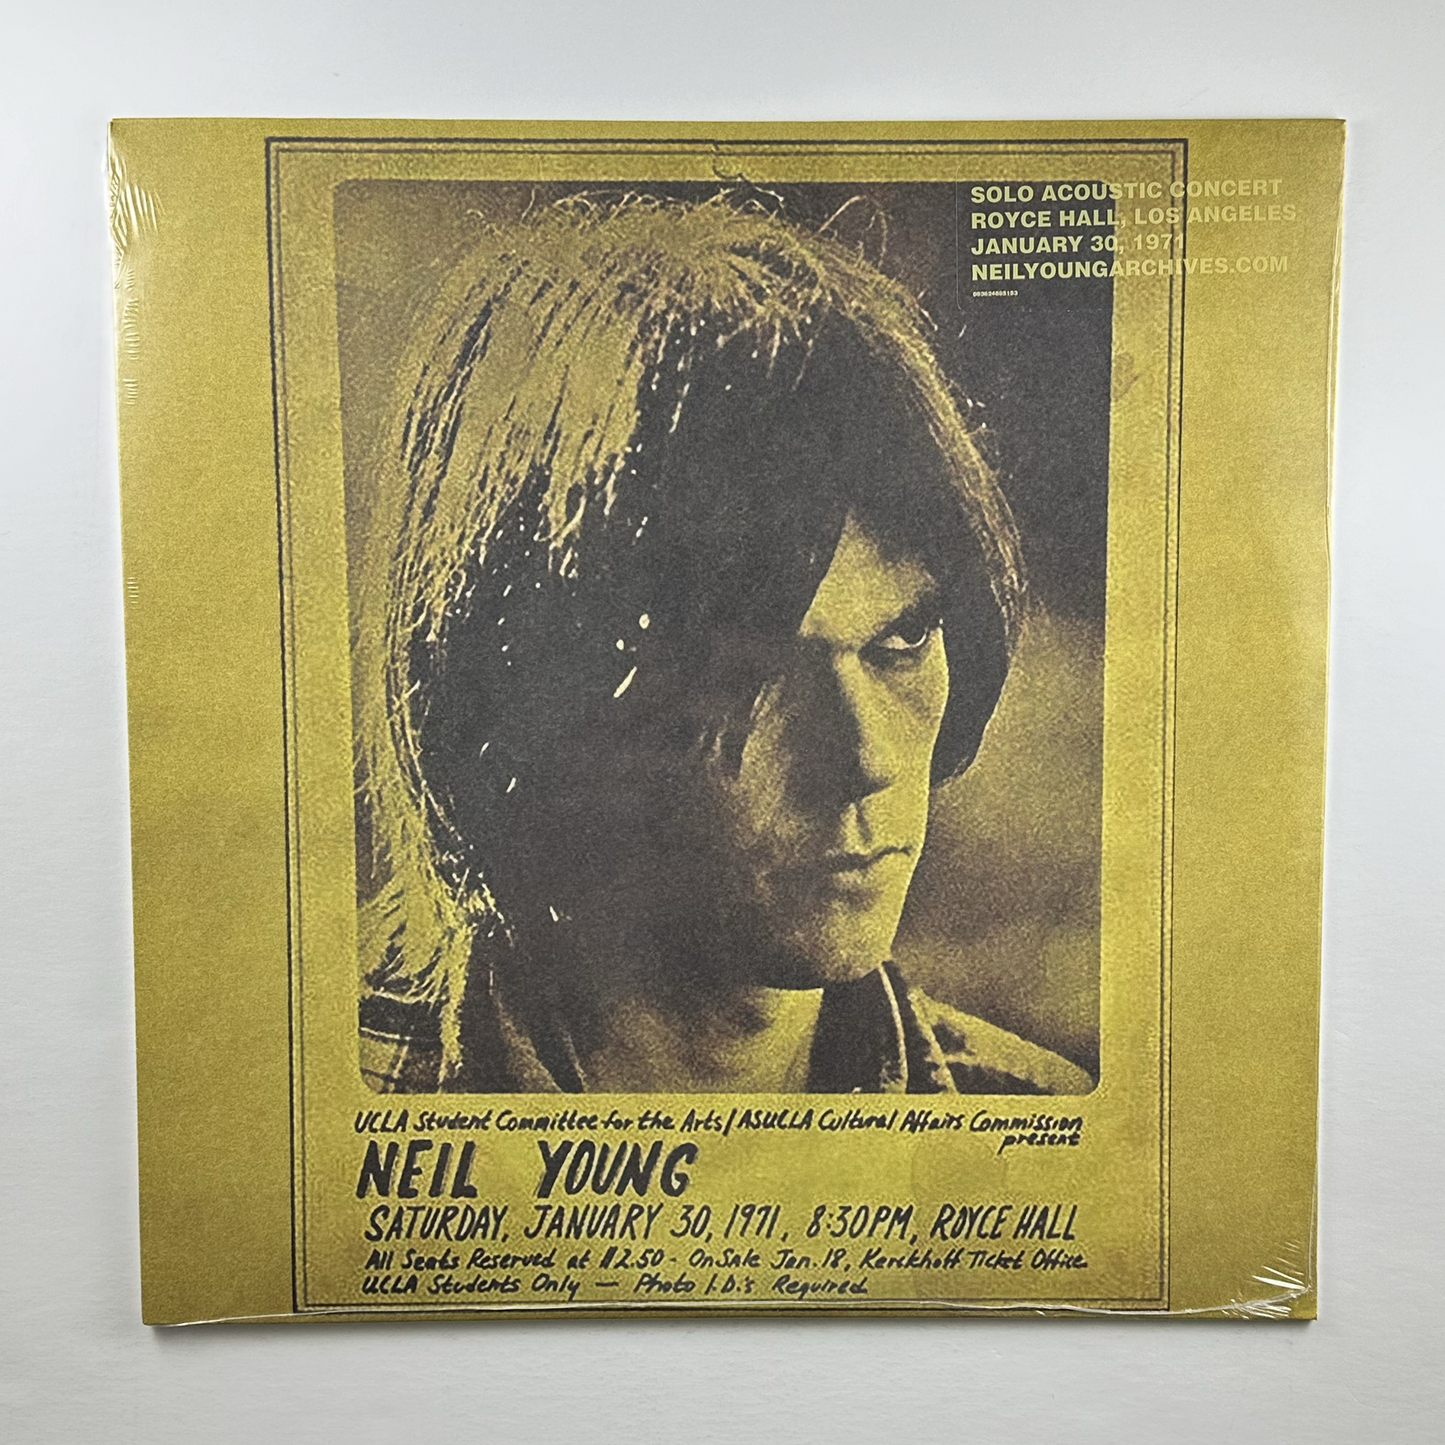 SOLO ACOUSTIC CONCERT
ROYCE HALL, LOS ANGELES
JANUARY 30, 1971
NEILYOUNGARCHIVES.COM
UCLA Student Committee for the Arts/ASUCLA Cultural Affairs Commission
present
NEIL YOUNG
SATURDAY, JANUARY 30, 1971, 8:30PM, ROYCE HALL
All Seats Reserved at $2.50 - On Sale Jan. 18, Kerckhoff Ticket Office
UCLA Students Only — Photo I.D.'s Required